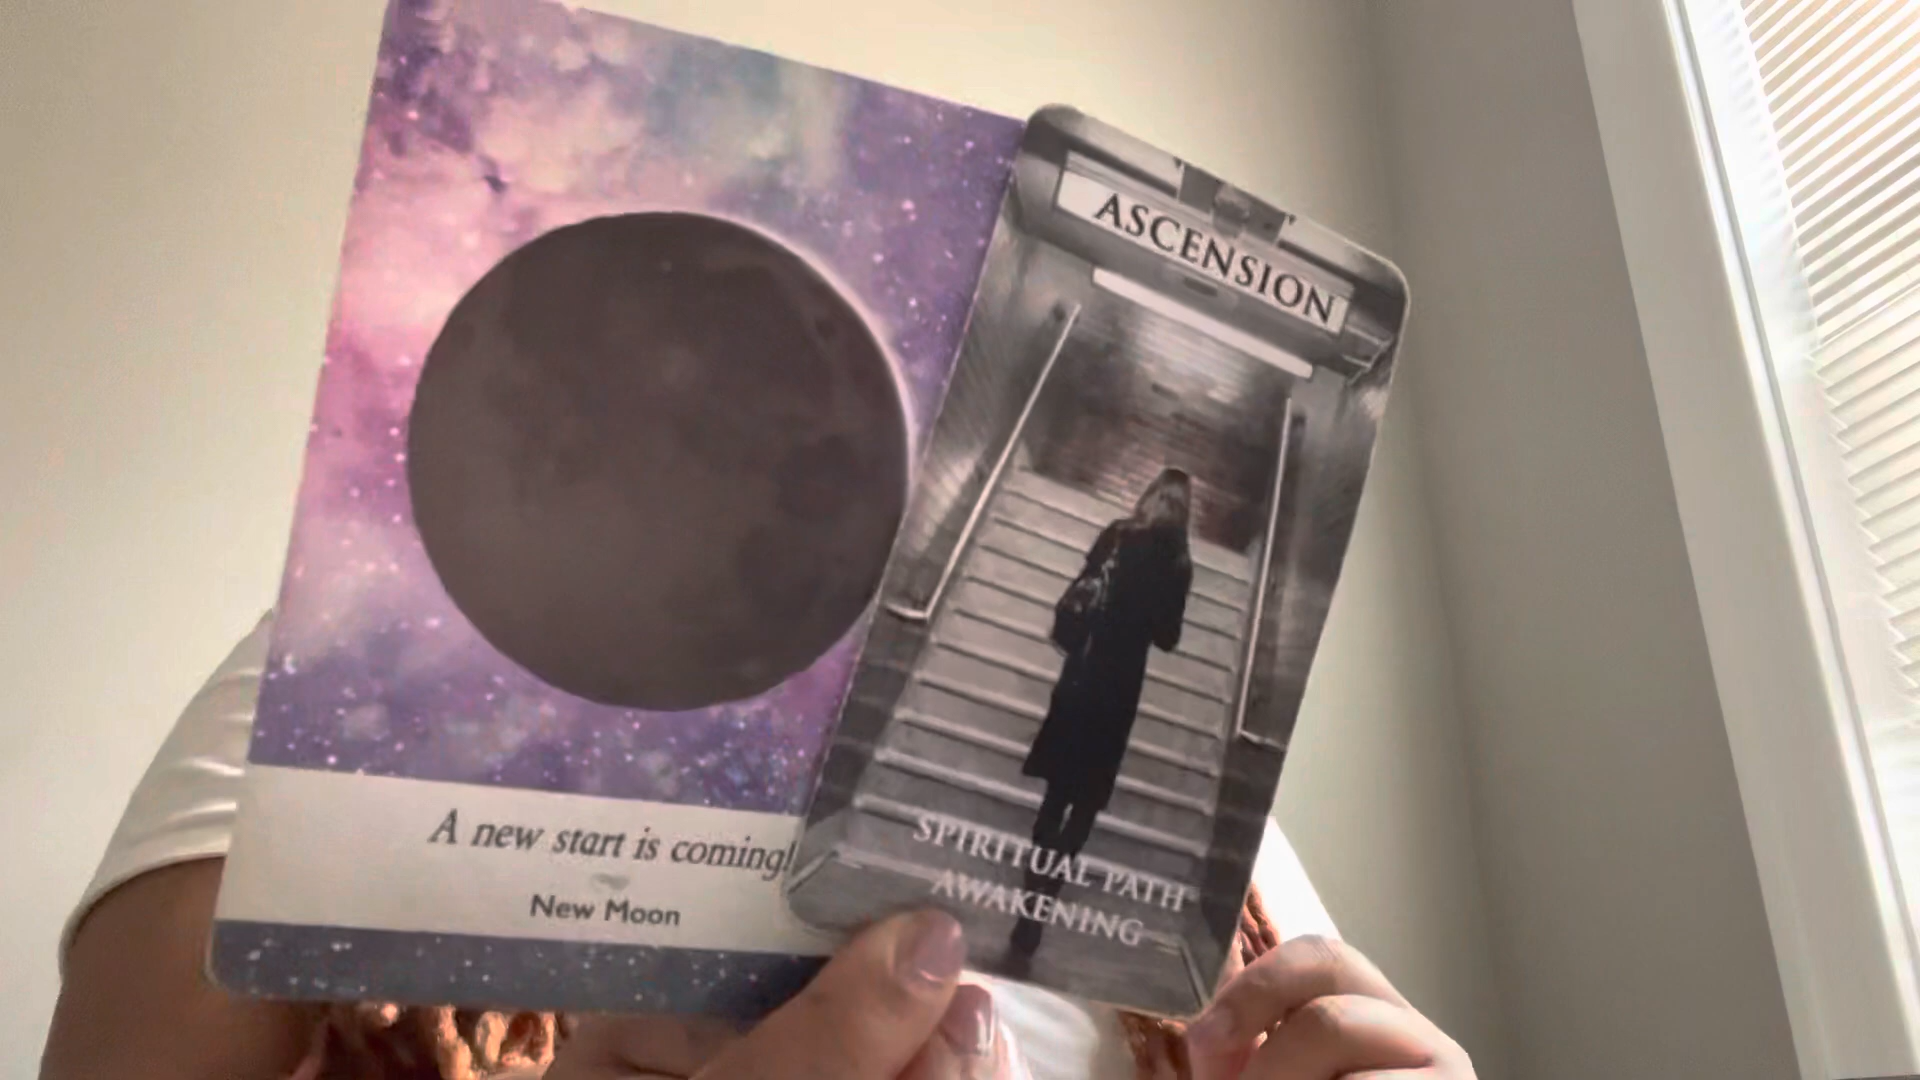 A new start is coming!
New Moon
ASCENSION
SPIRITUAL PATH
AWAKENING